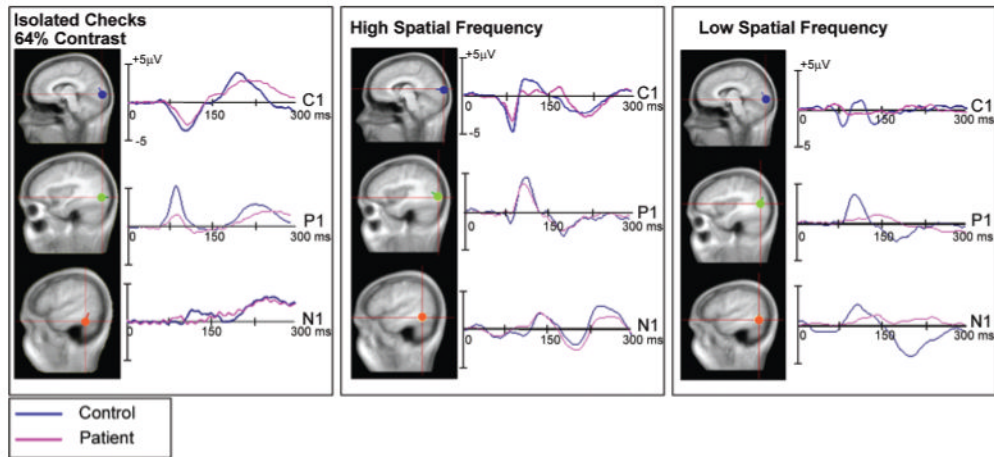 Isolated Checks
64% Contrast
+5µV
C1
0
150
300 ms
-5
P1
0
150
300 ms
N1
0
150
300 ms
High Spatial Frequency
+5µV
C1
0
150
300 ms
-5
P1
0
150
300 ms
N1
0
150
300 ms
Low Spatial Frequency
+5µV
C1
0
150
300 ms
5
P1
0
150
300 ms
N1
0
150
300 ms
Control
Patient